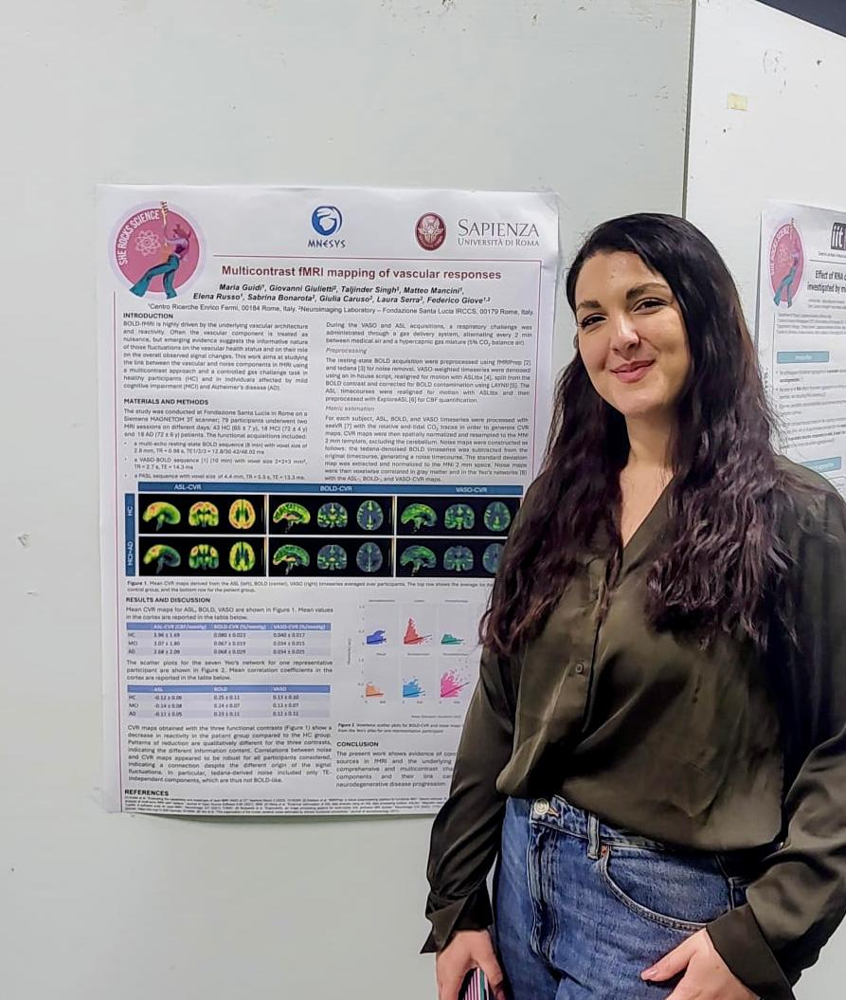 SHE ROCKS SCIENCE
MNESYS
SAPIENZA
UNIVERSITÀ DI ROMA
Multicontrast fMRI mapping of vascular responses
Maria Guidi¹, Giovanni Giulietti², Taljinder Singh¹, Matteo Mancini¹,
Elena Russo¹, Sabrina Bonarota², Giulia Caruso², Laura Serra², Federico Giove¹,²
¹Centro Ricerche Enrico Fermi, 00184 Rome, Italy. ²Neuroimaging Laboratory – Fondazione Santa Lucia IRCCS, 00179 Rome, Italy.
INTRODUCTION
BOLD-fMRI is highly driven by the underlying vascular architecture
and reactivity. Often the vascular component is treated as
nuisance, but emerging evidence suggests the informative nature
of those fluctuations on the vascular health status and on their role
on the overall observed signal changes. This work aims at studying
the link between the vascular and noise components in fMRI using
a multicontrast approach and a controlled gas challenge task in
healthy participants (HC) and in individuals affected by mild
cognitive impairment (MCI) and Alzheimer's disease (AD).
MATERIALS AND METHODS
The study was conducted at Fondazione Santa Lucia in Rome on a
Siemens MAGNETOM 3T scanner; 79 participants underwent two
MRI sessions on different days: 43 HC (65 ± 7 y), 18 MCI (72 ± 4 y)
and 18 AD (72 ± 6 y) patients. The functional acquisitions included:
• a multi-echo resting-state BOLD sequence (8 min) with voxel size of
2.8 mm, TR = 0.98 s, TE1/2/3 = 12.8/30.42/48.02 ms
• a VASO-BOLD sequence [1] (10 min) with voxel size 2×2×3 mm³,
TR = 2.7 s, TE = 14.3 ms
• a PASL sequence with voxel size of 4.4 mm, TR = 5.5 s, TE = 13.3 ms.
During the VASO and ASL acquisitions, a respiratory challenge was
administrated through a gas delivery system, alternating every 2 min
between medical air and a hypercapnic mixture (5% CO₂ balance air).
Preprocessing
The resting-state BOLD acquisition were preprocessed using fMRIPrep [2]
and tedana [3] for noise removal. VASO-weighted timeseries were denoised
using an in-house script, realigned for motion with ASLtbx [4], split from the
BOLD contrast and corrected for BOLD contamination using LAYNII [5]. The
ASL timecourses were realigned for motion with ASLtbx and then
preprocessed with ExploreASL [6] for CBF quantification.
Metric estimation
For each subject, ASL, BOLD, and VASO timeseries were processed with
seeVR [7] with the relative end-tidal CO₂ traces in order to generate CVR
maps. CVR maps were then spatially normalized and resampled to the MNI
2 mm template, excluding the cerebellum. Noise maps were constructed as
follows: the tedana-denoised BOLD timeseries was subtracted from the
original timecourse, generating a noise timecourse. The standard deviation
map was extracted and normalized to the MNI 2 mm space. Noise maps
were then voxelwise correlated in gray matter and in the Yeo's networks [8]
with the ASL-, BOLD-, and VASO-CVR maps.
ASL-CVR BOLD-CVR VASO-CVR
HC
MCI+AD
Figure 1. Mean CVR maps derived from the ASL (left), BOLD (center), VASO (right) timeseries averaged over participants. The top row shows the average for the
control group, and the bottom row for the patient group.
RESULTS AND DISCUSSION
Mean CVR maps for ASL, BOLD, VASO are shown in Figure 1. Mean values
in the cortex are reported in the table below.
ASL-CVR (CBF/mmHg) BOLD-CVR (%/mmHg) VASO-CVR (%/mmHg)
HC 3.96 ± 1.69 0.080 ± 0.023 0.040 ± 0.017
MCI 3.07 ± 1.80 0.067 ± 0.019 0.034 ± 0.015
AD 2.68 ± 2.09 0.068 ± 0.029 0.034 ± 0.021
The scatter plots for the seven Yeo's network for one representative
participant are shown in Figure 2. Mean correlation coefficients in the
cortex are reported in the table below.
ASL BOLD VASO
HC -0.12 ± 0.06 0.25 ± 0.11 0.13 ± 0.10
MCI -0.14 ± 0.08 0.24 ± 0.07 0.13 ± 0.07
AD -0.11 ± 0.05 0.23 ± 0.11 0.12 ± 0.12
CVR maps obtained with the three functional contrasts (Figure 1) show a
decrease in reactivity in the patient group compared to the HC group.
Patterns of reduction are qualitatively different for the three contrasts,
indicating the different information content. Correlations between noise
and CVR maps appeared to be robust for all participants considered,
indicating a connection despite the different origin of the signal
fluctuations. In particular, tedana-derived noise included only TE-
independent components, which are thus not BOLD-like.
Figure 2. Voxelwise scatter plots for BOLD-CVR and noise maps
from the Yeo's atlas for one representative participant
CONCLUSION
The present work shows evidence of
sources in fMRI and the underlying
comprehensive and multicontrast
components and their link
neurodegenerative disease progression.
REFERENCES
SHE ROCKS SCIENCE
iit
Effect of RNA
investigated by
Introduction